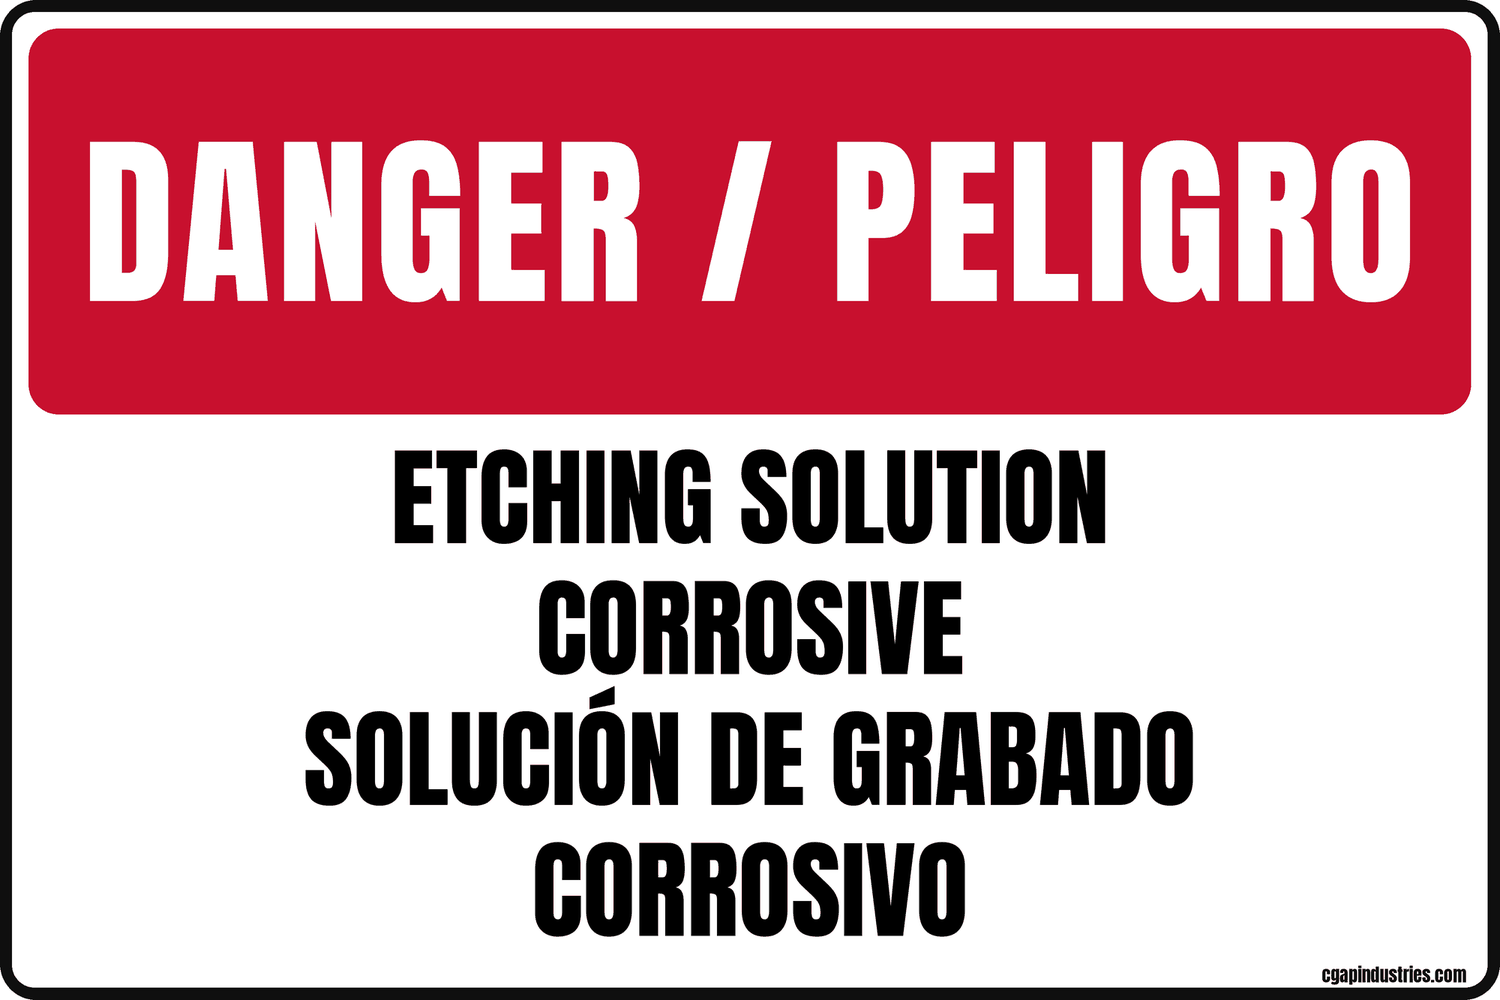 DANGER / PELIGRO
ETCHING SOLUTION
CORROSIVE
SOLUCIÓN DE GRABADO
CORROSIVO
cgapindustries.com